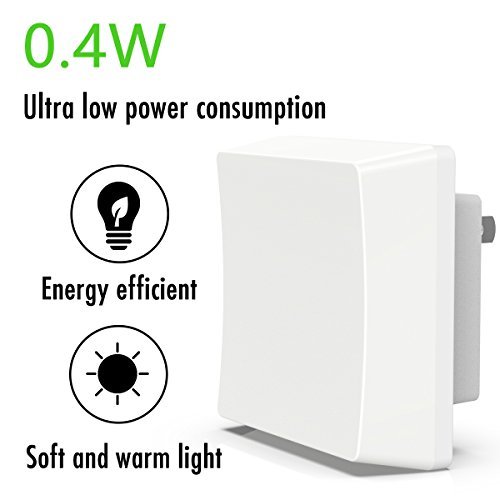 0.4W
Ultra low power consumption
Energy efficient
Soft and warm light